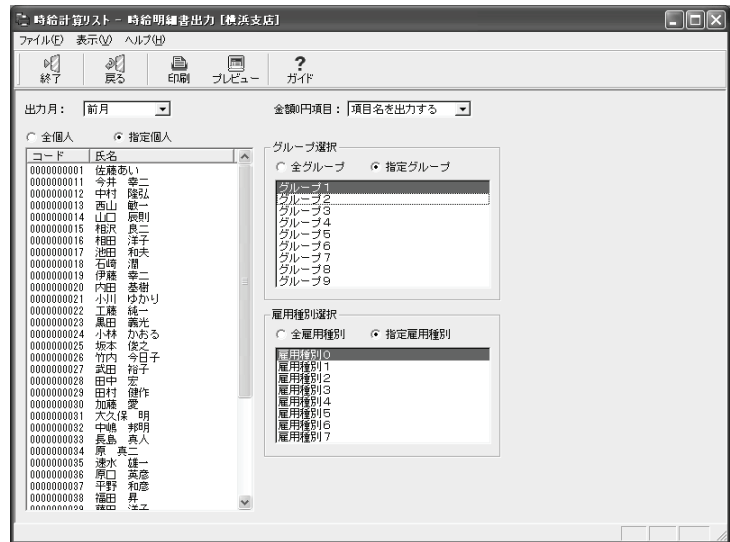 時給計算リスト - 時給明細書出力 [横浜支店]
ファイル(F) 表示(V) ヘルプ(H)
終了 戻る 印刷 プレビュー ガイド
出力月: 前月 金額0円項目: 項目名を出力する
全個人 指定個人
コード 氏名
0000000001 佐藤あい
0000000011 今井 幸二
0000000012 中村 隆弘
0000000013 西山 敏一
0000000014 山口 辰則
0000000015 相沢 良二
0000000016 相田 洋子
0000000017 池田 和夫
0000000018 石崎 潤
0000000019 伊藤 幸二
0000000020 内田 基樹
0000000021 小川 ゆかり
0000000022 工藤 純一
0000000023 黒田 義光
0000000024 小林 かおる
0000000025 坂本 俊之
0000000026 竹内 今日子
0000000027 武田 裕子
0000000028 田中 宏
0000000029 田村 健作
0000000030 加藤 愛
0000000031 大久保 明
0000000032 中嶋 邦明
0000000033 長島 真人
0000000034 原 真二
0000000035 速水 雄一
0000000036 原口 英彦
0000000037 平野 和彦
0000000038 福田 昇
0000000039 藤田 洋子
グループ選択
全グループ 指定グループ
グループ1
グループ2
グループ3
グループ4
グループ5
グループ6
グループ7
グループ8
グループ9
雇用種別選択
全雇用種別 指定雇用種別
雇用種別0
雇用種別1
雇用種別2
雇用種別3
雇用種別4
雇用種別5
雇用種別6
雇用種別7